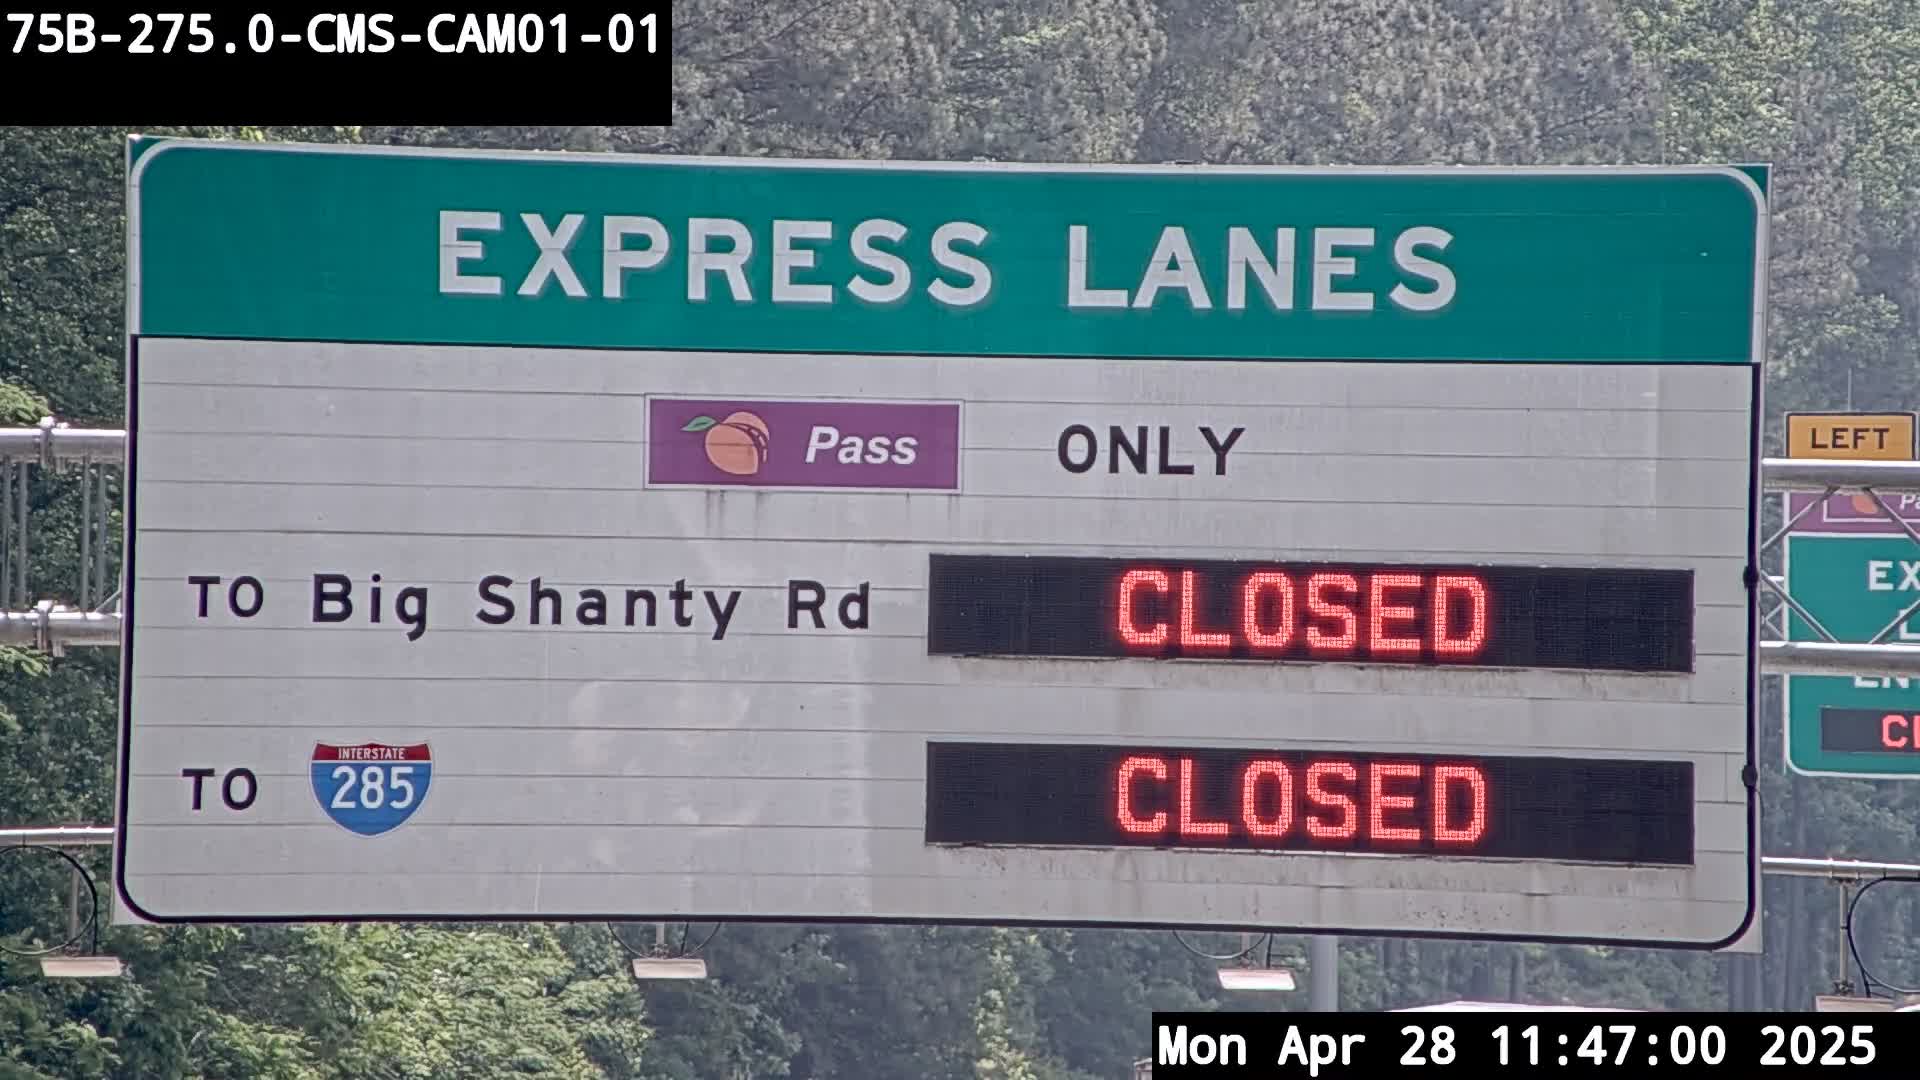 75B-275.0-CMS-CAM01-01
EXPRESS LANES
Pass ONLY
TO Big Shanty Rd CLOSED
TO INTERSTATE 285 CLOSED
LEFT
Mon Apr 28 11:47:00 2025